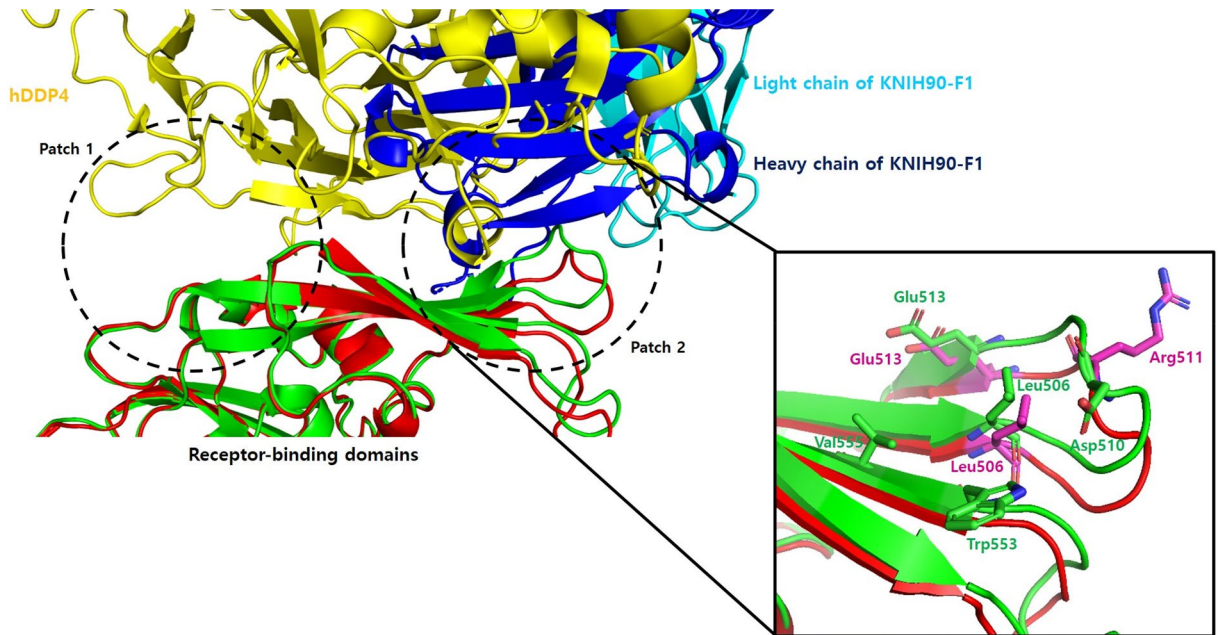 hDDP4
Light chain of KNIH90-F1
Patch 1
Heavy chain of KNIH90-F1
Patch 2
Receptor-binding domains
Glu513
Glu513
Arg511
Leu506
Val555
Asp510
Leu506
Trp553